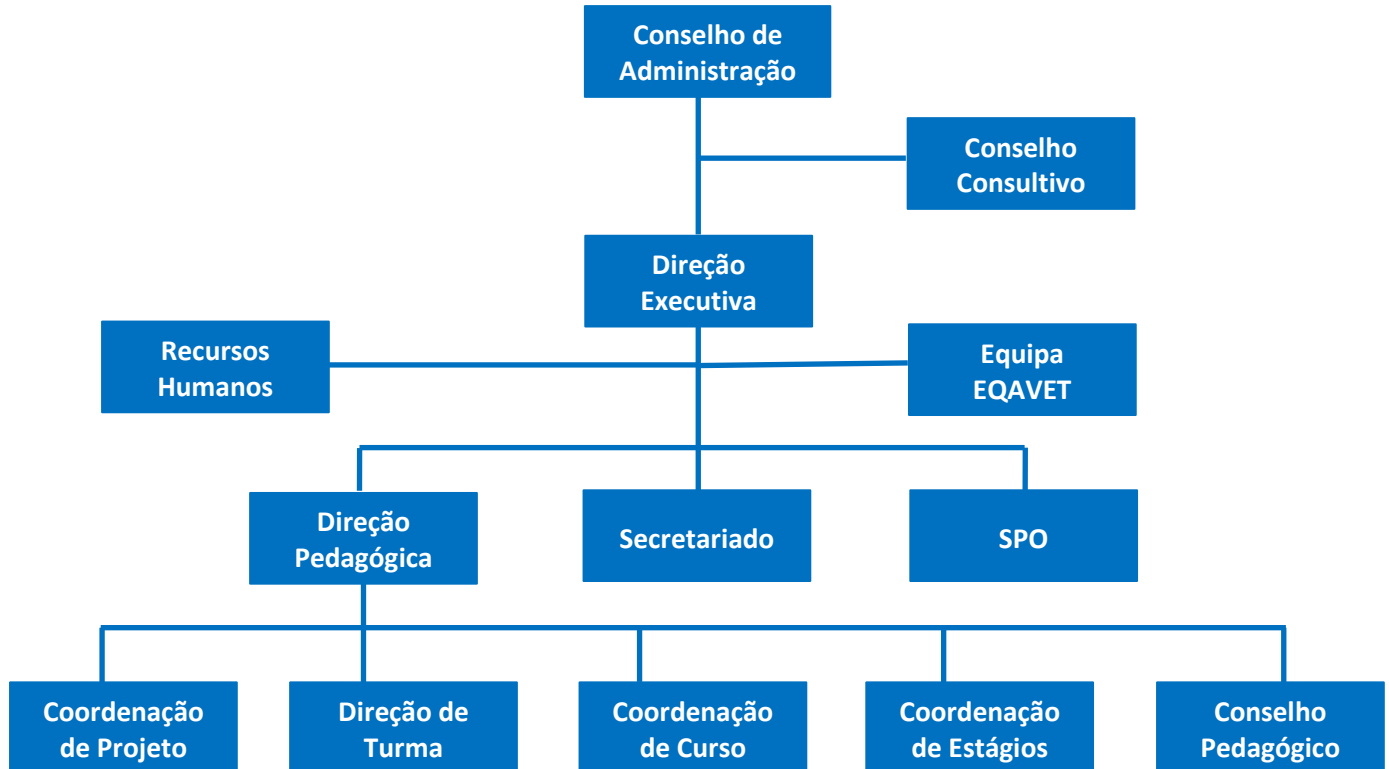 Conselho de
Administração
Conselho
Consultivo
Direção
Executiva
Recursos
Humanos
Equipa
EQAVET
Direção
Pedagógica
Secretariado
SPO
Coordenação
de Projeto
Direção de
Turma
Coordenação
de Curso
Coordenação
de Estágios
Conselho
Pedagógico